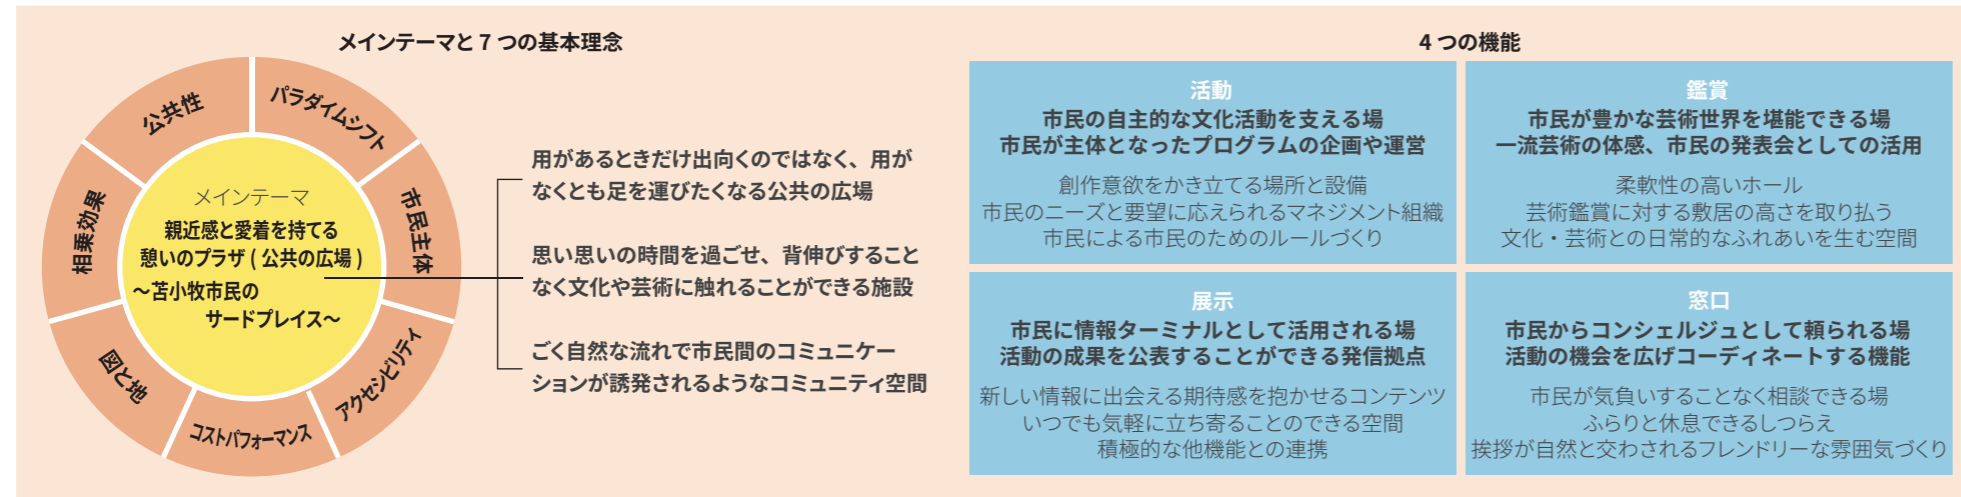 メインテーマと7つの基本理念
公共性
パラダイムシフト
市民主体
アクセシビリティ
コストパフォーマンス
図と地
相乗効果
メインテーマ
親近感と愛着を持てる
憩いのプラザ(公共の広場)
～苫小牧市民の
サードプレイス～
用があるときだけ出向くのではなく、用が
なくとも足を運びたくなる公共の広場
思い思いの時間を過ごせ、背伸びすること
なく文化や芸術に触れることができる施設
ごく自然な流れで市民間のコミュニケー
ションが誘発されるようなコミュニティ空間
4つの機能
活動
市民の自主的な文化活動を支える場
市民が主体となったプログラムの企画や運営
創作意欲をかき立てる場所と設備
市民のニーズと要望に応えられるマネジメント組織
市民による市民のためのルールづくり
鑑賞
市民が豊かな芸術世界を堪能できる場
一流芸術の体感、市民の発表会としての活用
柔軟性の高いホール
芸術鑑賞に対する敷居の高さを取り払う
文化・芸術との日常的なふれあいを生む空間
展示
市民に情報ターミナルとして活用される場
活動の成果を公表することができる発信拠点
新しい情報に出会える期待感を抱かせるコンテンツ
いつでも気軽に立ち寄ることのできる空間
積極的な他機能との連携
窓口
市民からコンシェルジュとして頼られる場
活動の機会を広げコーディネートする機能
市民が気負いすることなく相談できる場
ふらりと休息できるしつらえ
挨拶が自然と交わされるフレンドリーな雰囲気づくり